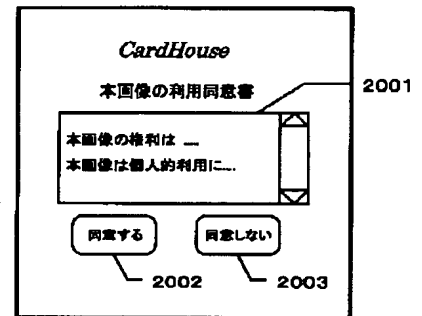 CardHouse
本画像の利用同意書
2001
本画像の権利は ...
本画像は個人的利用に...
同意する
同意しない
2002
2003